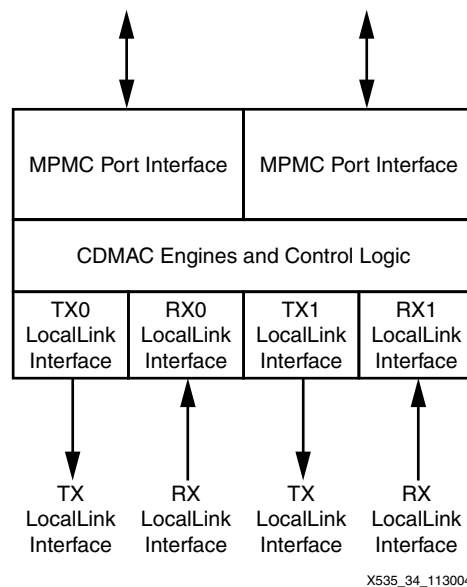 MPMC Port Interface
MPMC Port Interface
CDMAC Engines and Control Logic
TX0
LocalLink
Interface
RX0
LocalLink
Interface
TX1
LocalLink
Interface
RX1
LocalLink
Interface
TX
LocalLink
Interface
RX
LocalLink
Interface
TX
LocalLink
Interface
RX
LocalLink
Interface
X535_34_113004